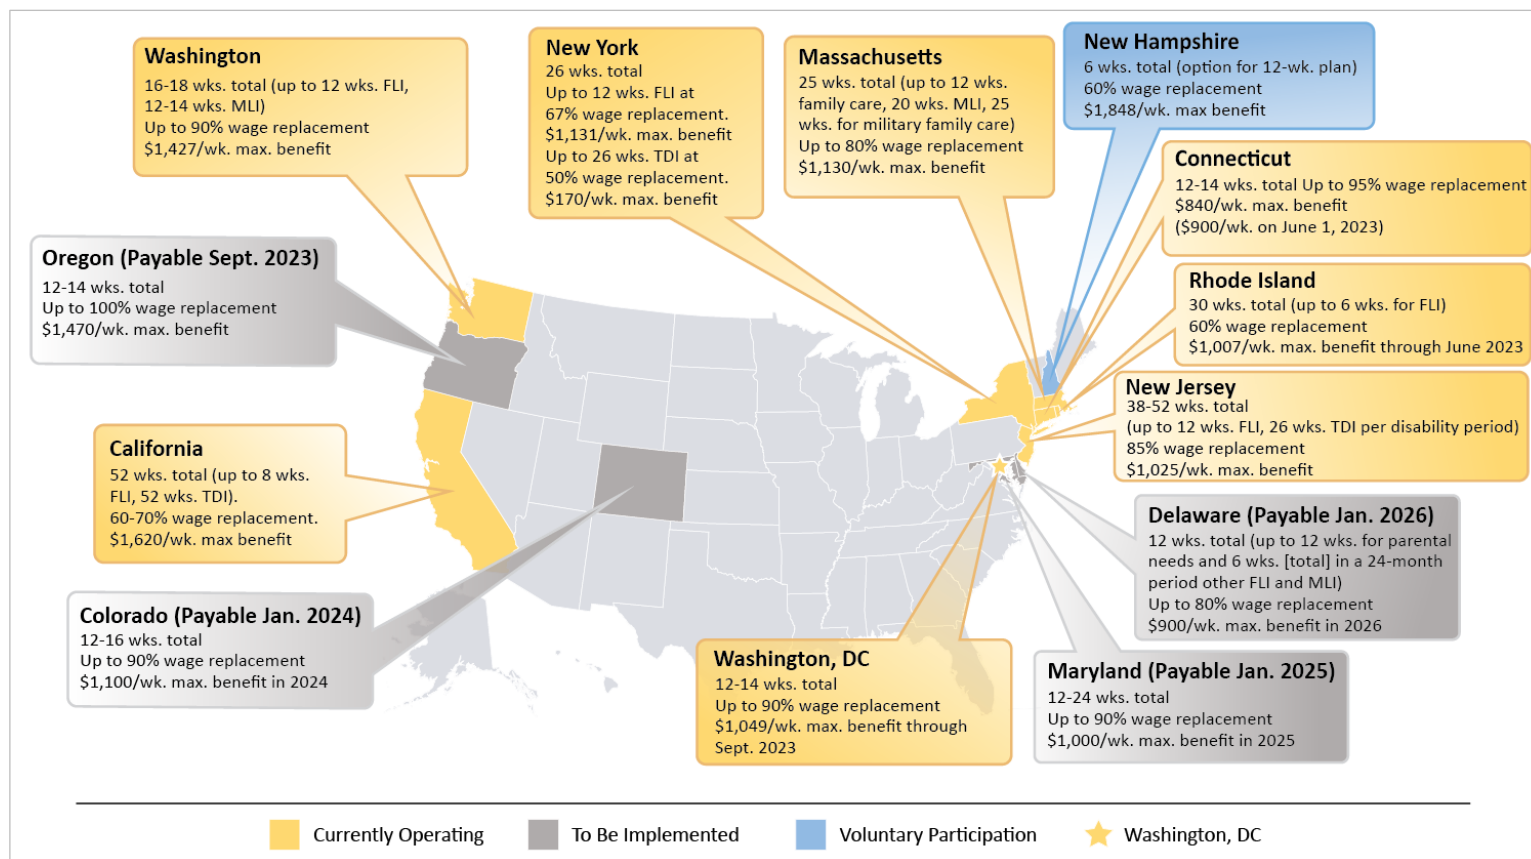 Washington
16-18 wks. total (up to 12 wks. FLI,
12-14 wks. MLI)
Up to 90% wage replacement
$1,427/wk. max. benefit
New York
26 wks. total
Up to 12 wks. FLI at
67% wage replacement.
$1,131/wk. max. benefit
Up to 26 wks. TDI at
50% wage replacement.
$170/wk. max. benefit
Massachusetts
25 wks. total (up to 12 wks.
family care, 20 wks. MLI, 25
wks. for military family care)
Up to 80% wage replacement
$1,130/wk. max. benefit
New Hampshire
6 wks. total (option for 12-wk. plan)
60% wage replacement
$1,848/wk. max benefit
Connecticut
12-14 wks. total Up to 95% wage replacement
$840/wk. max. benefit
($900/wk. on June 1, 2023)
Oregon (Payable Sept. 2023)
12-14 wks. total
Up to 100% wage replacement
$1,470/wk. max. benefit
Rhode Island
30 wks. total (up to 6 wks. for FLI)
60% wage replacement
$1,007/wk. max. benefit through June 2023
New Jersey
38-52 wks. total
(up to 12 wks. FLI, 26 wks. TDI per disability period)
85% wage replacement
$1,025/wk. max. benefit
California
52 wks. total (up to 8 wks.
FLI, 52 wks. TDI).
60-70% wage replacement.
$1,620/wk. max benefit
Delaware (Payable Jan. 2026)
12 wks. total (up to 12 wks. for parental
needs and 6 wks. [total] in a 24-month
period other FLI and MLI)
Up to 80% wage replacement
$900/wk. max. benefit in 2026
Colorado (Payable Jan. 2024)
12-16 wks. total
Up to 90% wage replacement
$1,100/wk. max. benefit in 2024
Washington, DC
12-14 wks. total
Up to 90% wage replacement
$1,049/wk. max. benefit through
Sept. 2023
Maryland (Payable Jan. 2025)
12-24 wks. total
Up to 90% wage replacement
$1,000/wk. max. benefit in 2025
Currently Operating
To Be Implemented
Voluntary Participation
Washington, DC